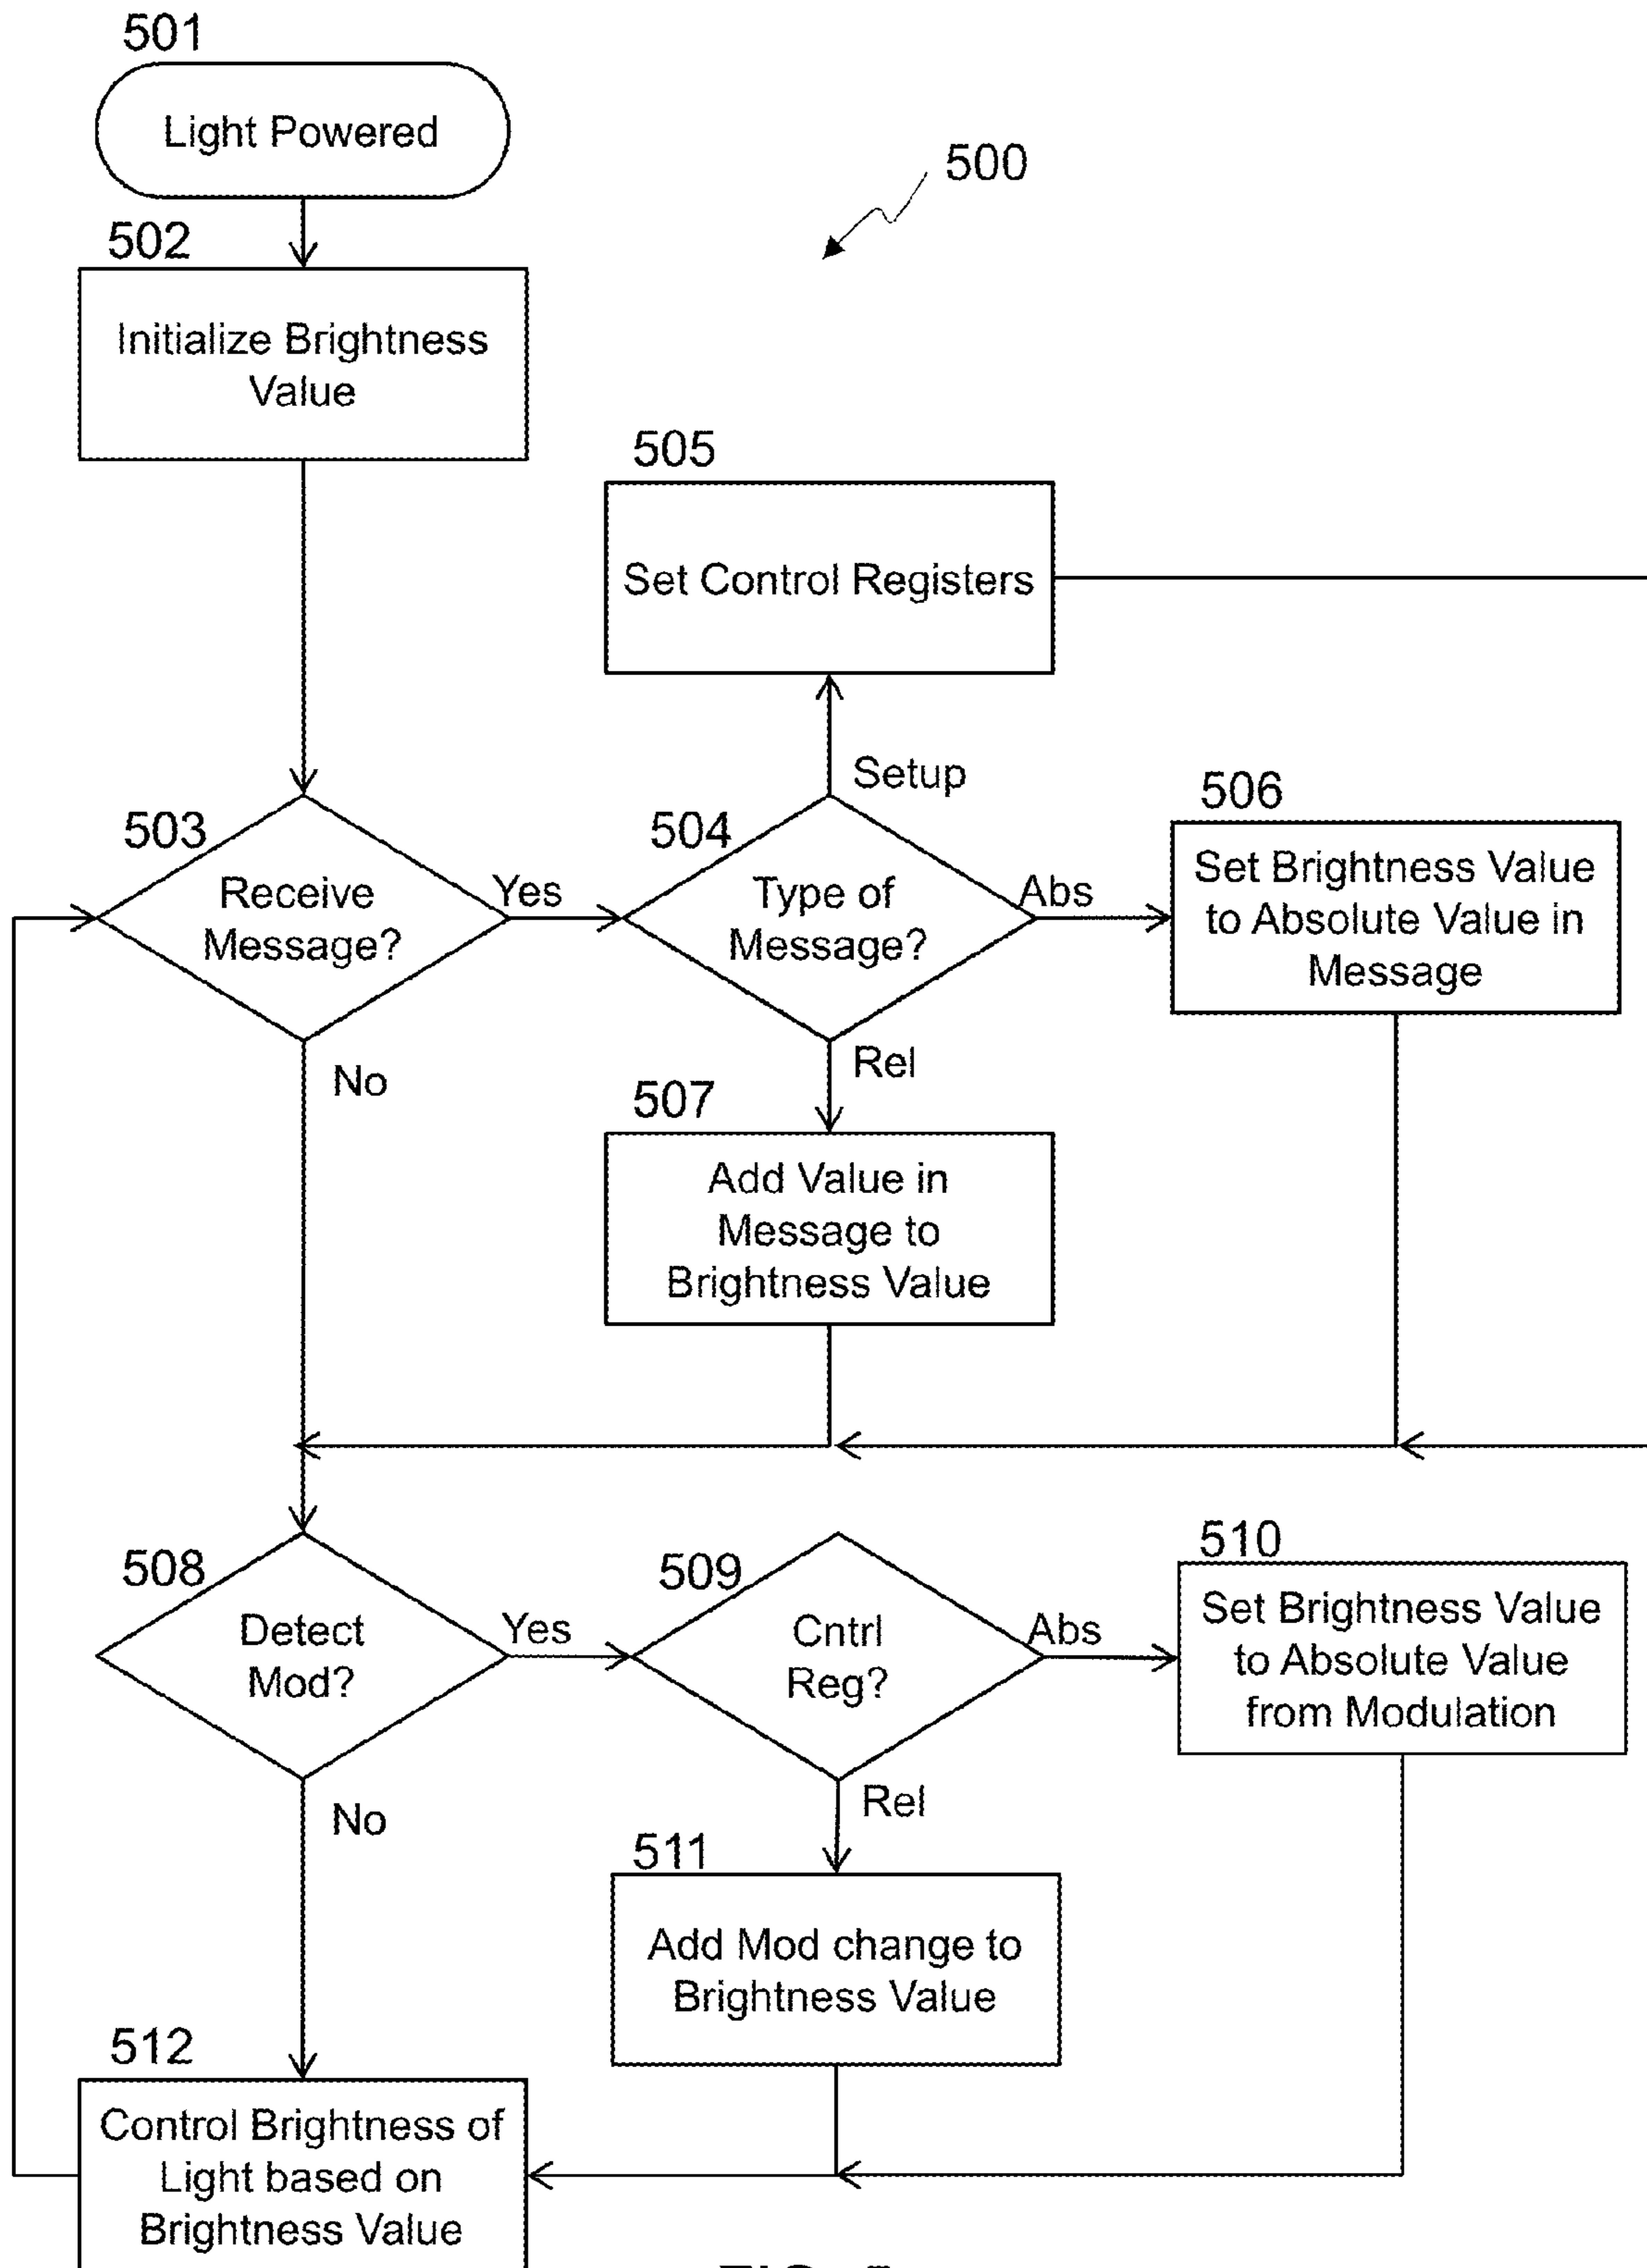 501
Light Powered
500
502
Initialize Brightness
Value
505
Set Control Registers
Setup
503
Receive
Message?
Yes
504
Type of
Message?
Abs
506
Set Brightness Value
to Absolute Value in
Message
No
Rel
507
Add Value in
Message to
Brightness Value
508
Detect
Mod?
Yes
509
Cntrl
Reg?
Abs
510
Set Brightness Value
to Absolute Value
from Modulation
No
Rel
511
Add Mod change to
Brightness Value
512
Control Brightness of
Light based on
Brightness Value